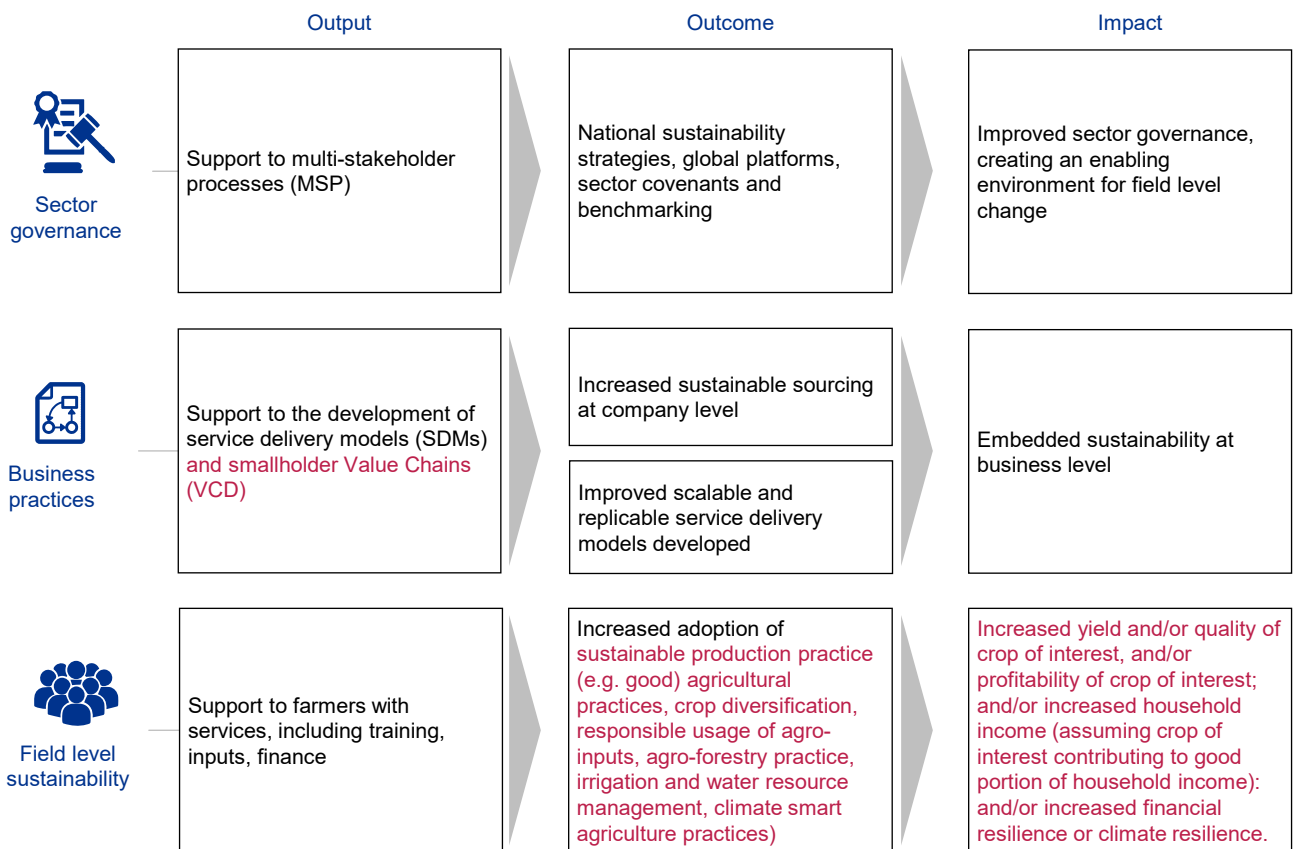 Output
Outcome
Impact
Sector
governance
Support to multi-stakeholder
processes (MSP)
National sustainability
strategies, global platforms,
sector covenants and
benchmarking
Improved sector governance,
creating an enabling
environment for field level
change
Business
practices
Support to the development of
service delivery models (SDMs)
and smallholder Value Chains
(VCD)
Increased sustainable sourcing
at company level
Improved scalable and
replicable service delivery
models developed
Embedded sustainability at
business level
Field level
sustainability
Support to farmers with
services, including training,
inputs, finance
Increased adoption of
sustainable production practice
(e.g. good) agricultural
practices, crop diversification,
responsible usage of agro-
inputs, agro-forestry practice,
irrigation and water resource
management, climate smart
agriculture practices)
Increased yield and/or quality of
crop of interest, and/or
profitability of crop of interest;
and/or increased household
income (assuming crop of
interest contributing to good
portion of household income):
and/or increased financial
resilience or climate resilience.